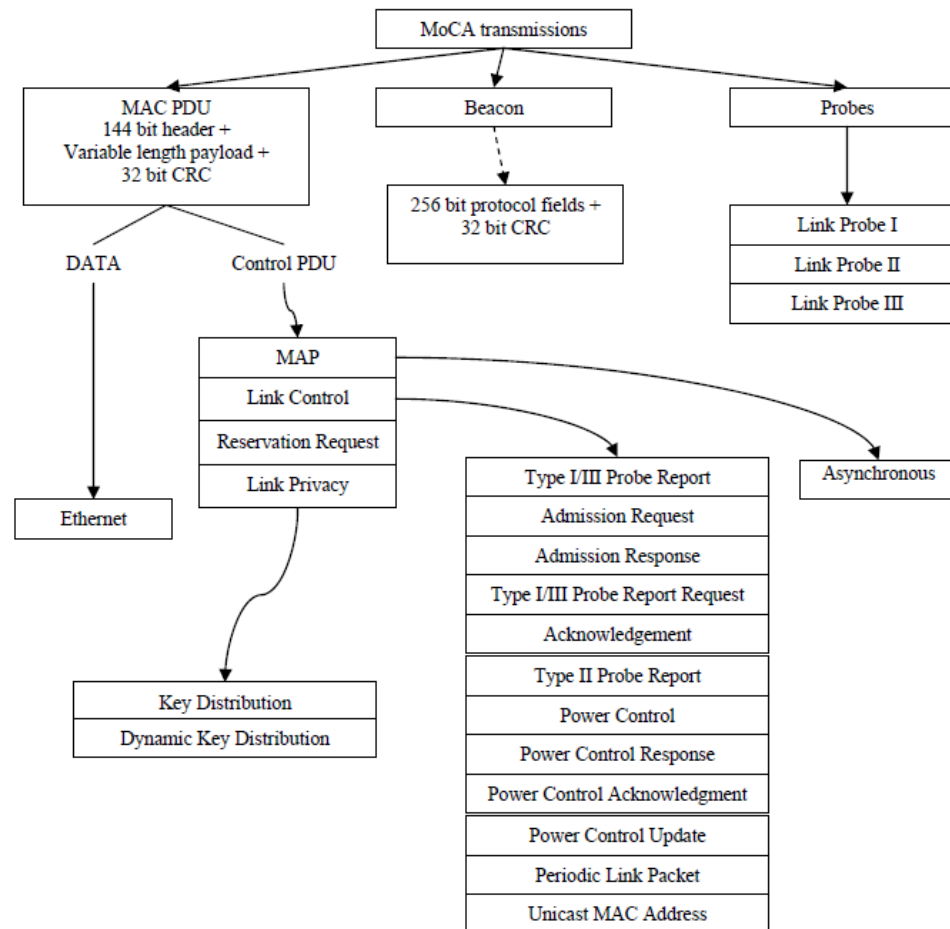 MoCA transmissions
MAC PDU
144 bit header +
Variable length payload +
32 bit CRC
Beacon
Probes
256 bit protocol fields +
32 bit CRC
Link Probe I
Link Probe II
Link Probe III
DATA
Control PDU
MAP
Link Control
Reservation Request
Link Privacy
Ethernet
Asynchronous
Type I/III Probe Report
Admission Request
Admission Response
Type I/III Probe Report Request
Acknowledgement
Type II Probe Report
Power Control
Power Control Response
Power Control Acknowledgment
Power Control Update
Periodic Link Packet
Unicast MAC Address
Key Distribution
Dynamic Key Distribution